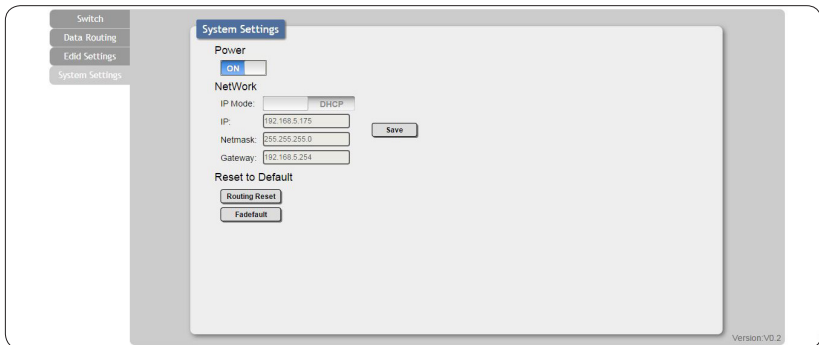 Switch
Data Routing
Edid Settings
System Settings
System Settings
Power
ON
NetWork
IP Mode: DHCP
IP: 192.168.5.175
Netmask: 255.255.255.0
Save
Gateway: 192.168.5.254
Reset to Default
Routing Reset
Fadefault
Version:V0.2